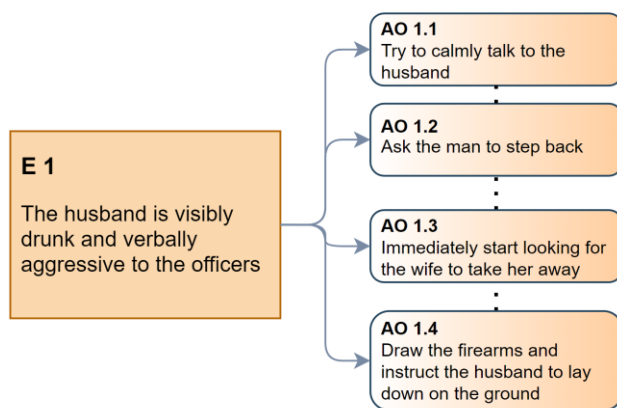 E 1
The husband is visibly
drunk and verbally
aggressive to the officers
AO 1.1
Try to calmly talk to the
husband
AO 1.2
Ask the man to step back
AO 1.3
Immediately start looking for
the wife to take her away
AO 1.4
Draw the firearms and
instruct the husband to lay
down on the ground